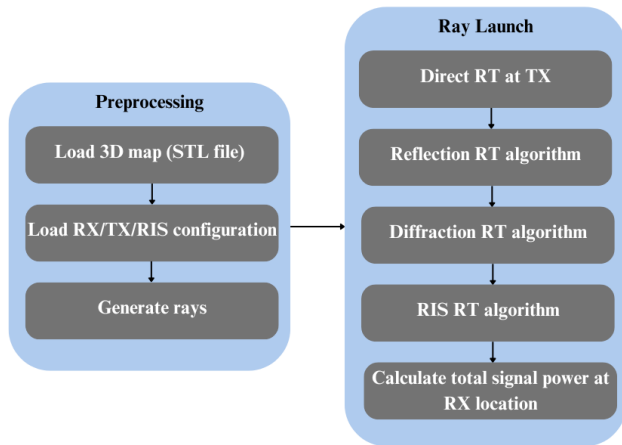 Preprocessing
Load 3D map (STL file)
Load RX/TX/RIS configuration
Generate rays
Ray Launch
Direct RT at TX
Reflection RT algorithm
Diffraction RT algorithm
RIS RT algorithm
Calculate total signal power at
RX location